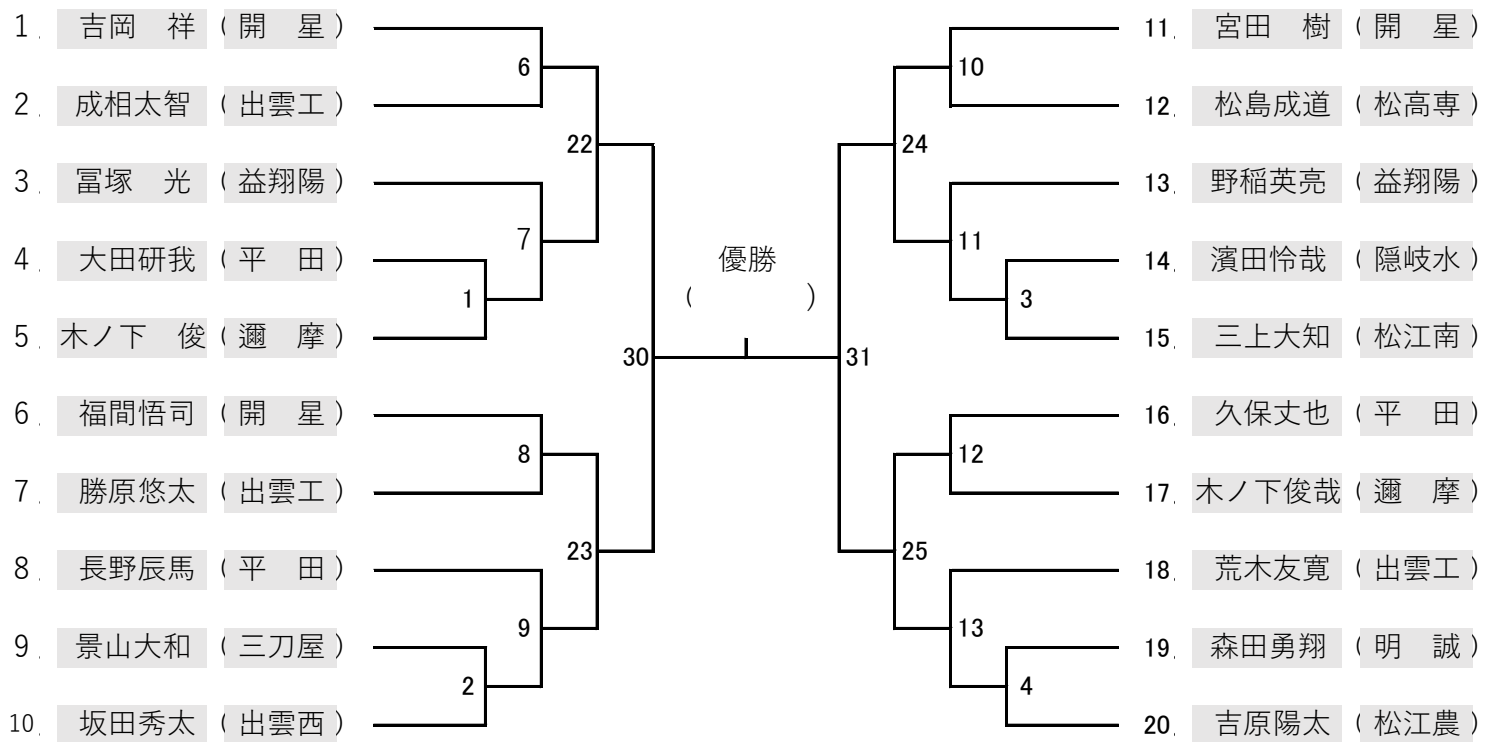 1. 吉岡　祥 (開　星)
2. 成相太智 (出雲工)
3. 冨塚　光 (益翔陽)
4. 大田研我 (平　田)
5. 木ノ下　俊 (邇　摩)
6. 福間悟司 (開　星)
7. 勝原悠太 (出雲工)
8. 長野辰馬 (平　田)
9. 景山大和 (三刀屋)
10. 坂田秀太 (出雲西)
6
22
7
1
30
8
23
9
2
優勝
(　　　)
10
24
11
3
31
12
25
13
4
11. 宮田　樹 (開　星)
12. 松島成道 (松高専)
13. 野稲英亮 (益翔陽)
14. 濱田怜哉 (隠岐水)
15. 三上大知 (松江南)
16. 久保丈也 (平　田)
17. 木ノ下俊哉 (邇　摩)
18. 荒木友寛 (出雲工)
19. 森田勇翔 (明　誠)
20. 吉原陽太 (松江農)